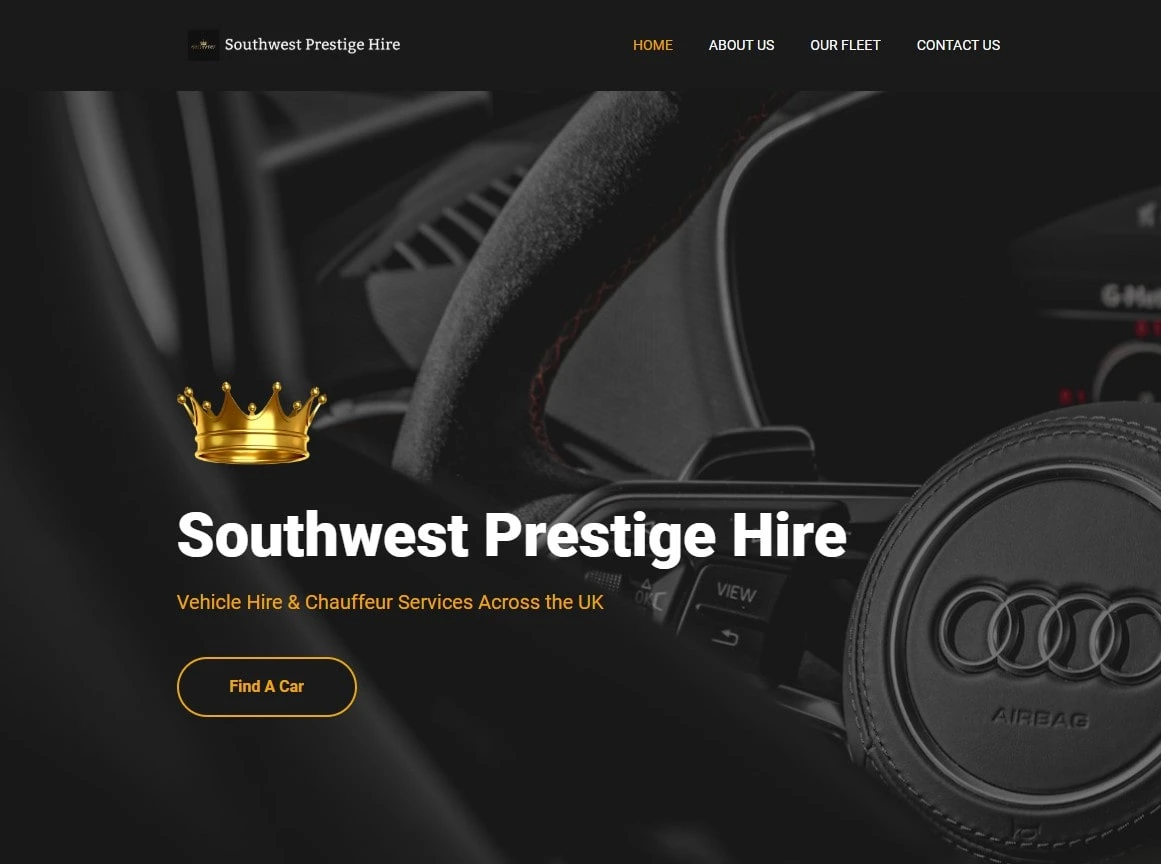 Southwest Prestige Hire
HOME ABOUT US OUR FLEET CONTACT US
Southwest Prestige Hire
Vehicle Hire & Chauffeur Services Across the UK
Find A Car
VIEW
OK
AIRBAG